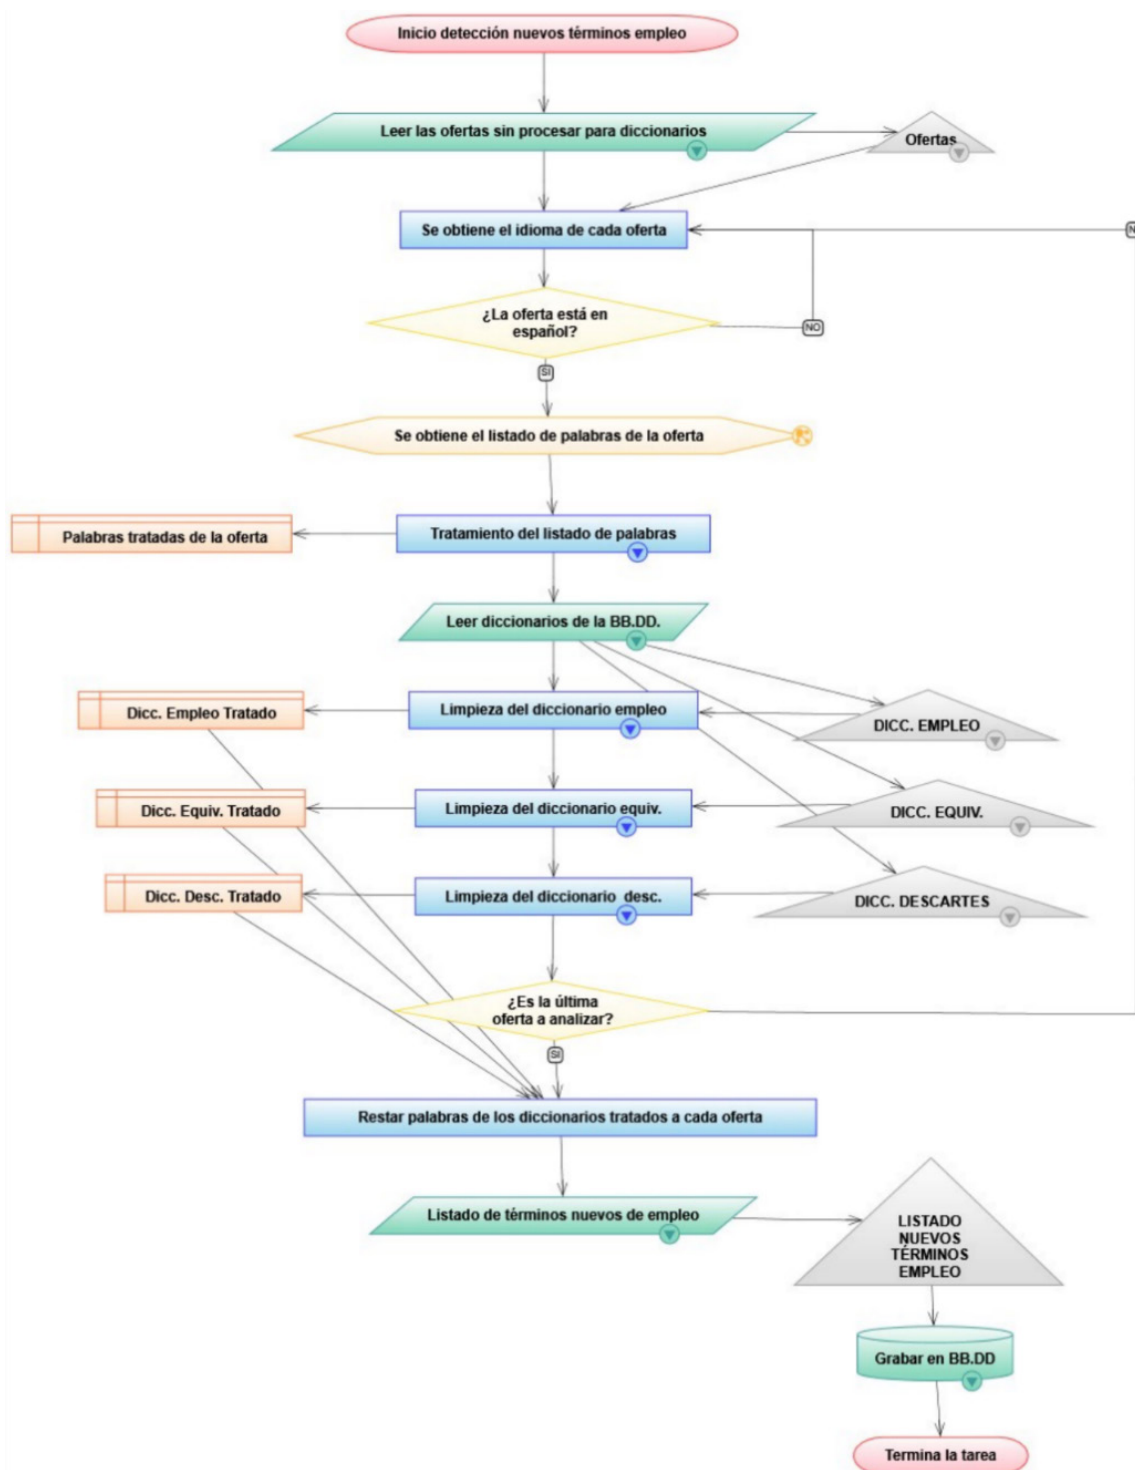 Inicio detección nuevos términos empleo
Leer las ofertas sin procesar para diccionarios
Ofertas
Se obtiene el idioma de cada oferta
¿La oferta está en
español?
NO
SI
Se obtiene el listado de palabras de la oferta
Palabras tratadas de la oferta
Tratamiento del listado de palabras
Leer diccionarios de la BB.DD.
Dicc. Empleo Tratado
Limpieza del diccionario empleo
DICC. EMPLEO
Dicc. Equiv. Tratado
Limpieza del diccionario equiv.
DICC. EQUIV.
Dicc. Desc. Tratado
Limpieza del diccionario desc.
DICC. DESCARTES
¿Es la última
oferta a analizar?
SI
Restar palabras de los diccionarios tratados a cada oferta
Listado de términos nuevos de empleo
LISTADO
NUEVOS
TÉRMINOS
EMPLEO
Grabar en BB.DD
Termina la tarea